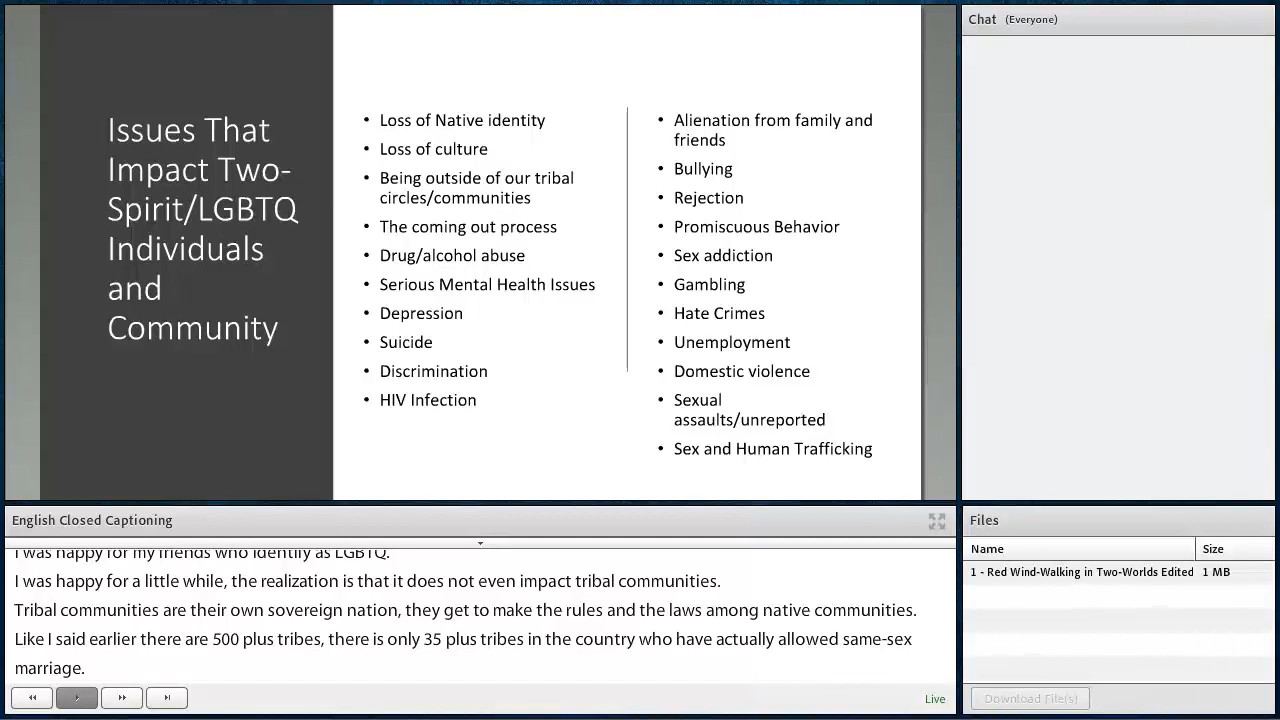 Issues That
Impact Two-
Spirit/LGBTQ
Individuals
and
Community
• Loss of Native identity
• Loss of culture
• Being outside of our tribal
circles/communities
• The coming out process
• Drug/alcohol abuse
• Serious Mental Health Issues
• Depression
• Suicide
• Discrimination
• HIV Infection
• Alienation from family and
friends
• Bullying
• Rejection
• Promiscuous Behavior
• Sex addiction
• Gambling
• Hate Crimes
• Unemployment
• Domestic violence
• Sexual
assaults/unreported
• Sex and Human Trafficking
Chat (Everyone)
English Closed Captioning
I was happy for my friends who identify as LGBTQ.
I was happy for a little while, the realization is that it does not even impact tribal communities.
Tribal communities are their own sovereign nation, they get to make the rules and the laws among native communities.
Like I said earlier there are 500 plus tribes, there is only 35 plus tribes in the country who have actually allowed same-sex
marriage.
Live
Files
Name Size
1 - Red Wind-Walking in Two-Worlds Edited 1 MB
Download File(s)